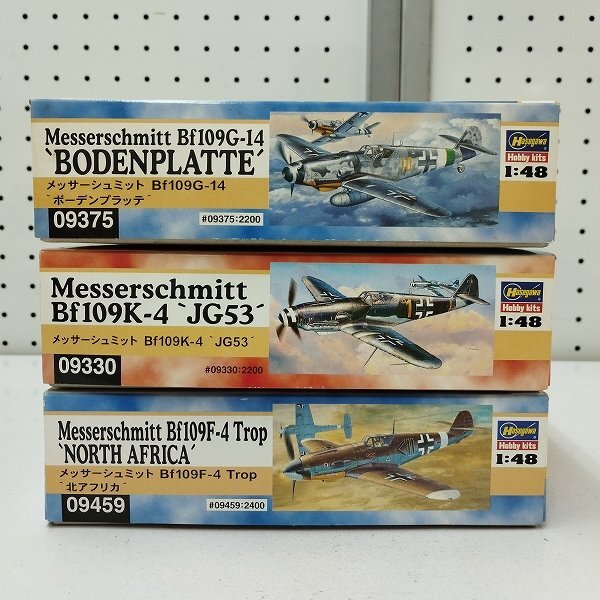 Messerschmitt Bf109G-14
`BODENPLATTE´
メッサーシュミット Bf109G-14
`ボーデンプラッテ´
09375
#09375:2200
Hasegawa
Hobby kits
1:48
Messerschmitt
Bf109K-4 `JG53´
メッサーシュミット Bf109K-4 `JG53´
09330
#09330:2200
Hasegawa
Hobby kits
1:48
Messerschmitt Bf109F-4 Trop
`NORTH AFRICA´
メッサーシュミット Bf109F-4 Trop
`北アフリカ´
09459
#09459:2400
Hasegawa
Hobby kits
1:48